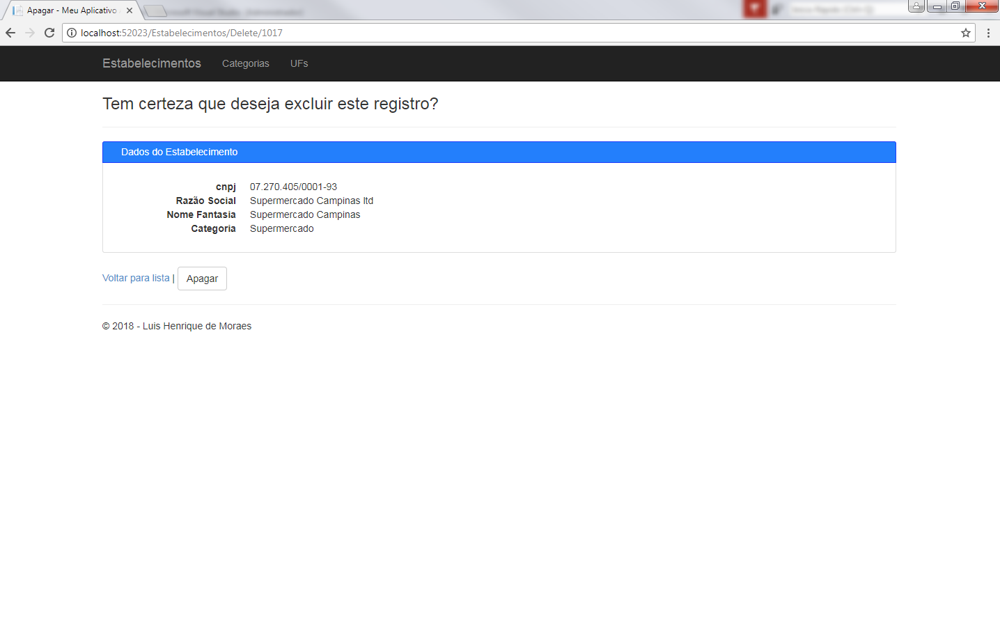 Apagar - Meu Aplicativo
localhost:52023/Estabelecimentos/Delete/1017
Estabelecimentos Categorias UFs
Tem certeza que deseja excluir este registro?
Dados do Estabelecimento
cnpj 07.270.405/0001-93
Razão Social Supermercado Campinas ltd
Nome Fantasia Supermercado Campinas
Categoria Supermercado
Voltar para lista | Apagar
© 2018 - Luis Henrique de Moraes